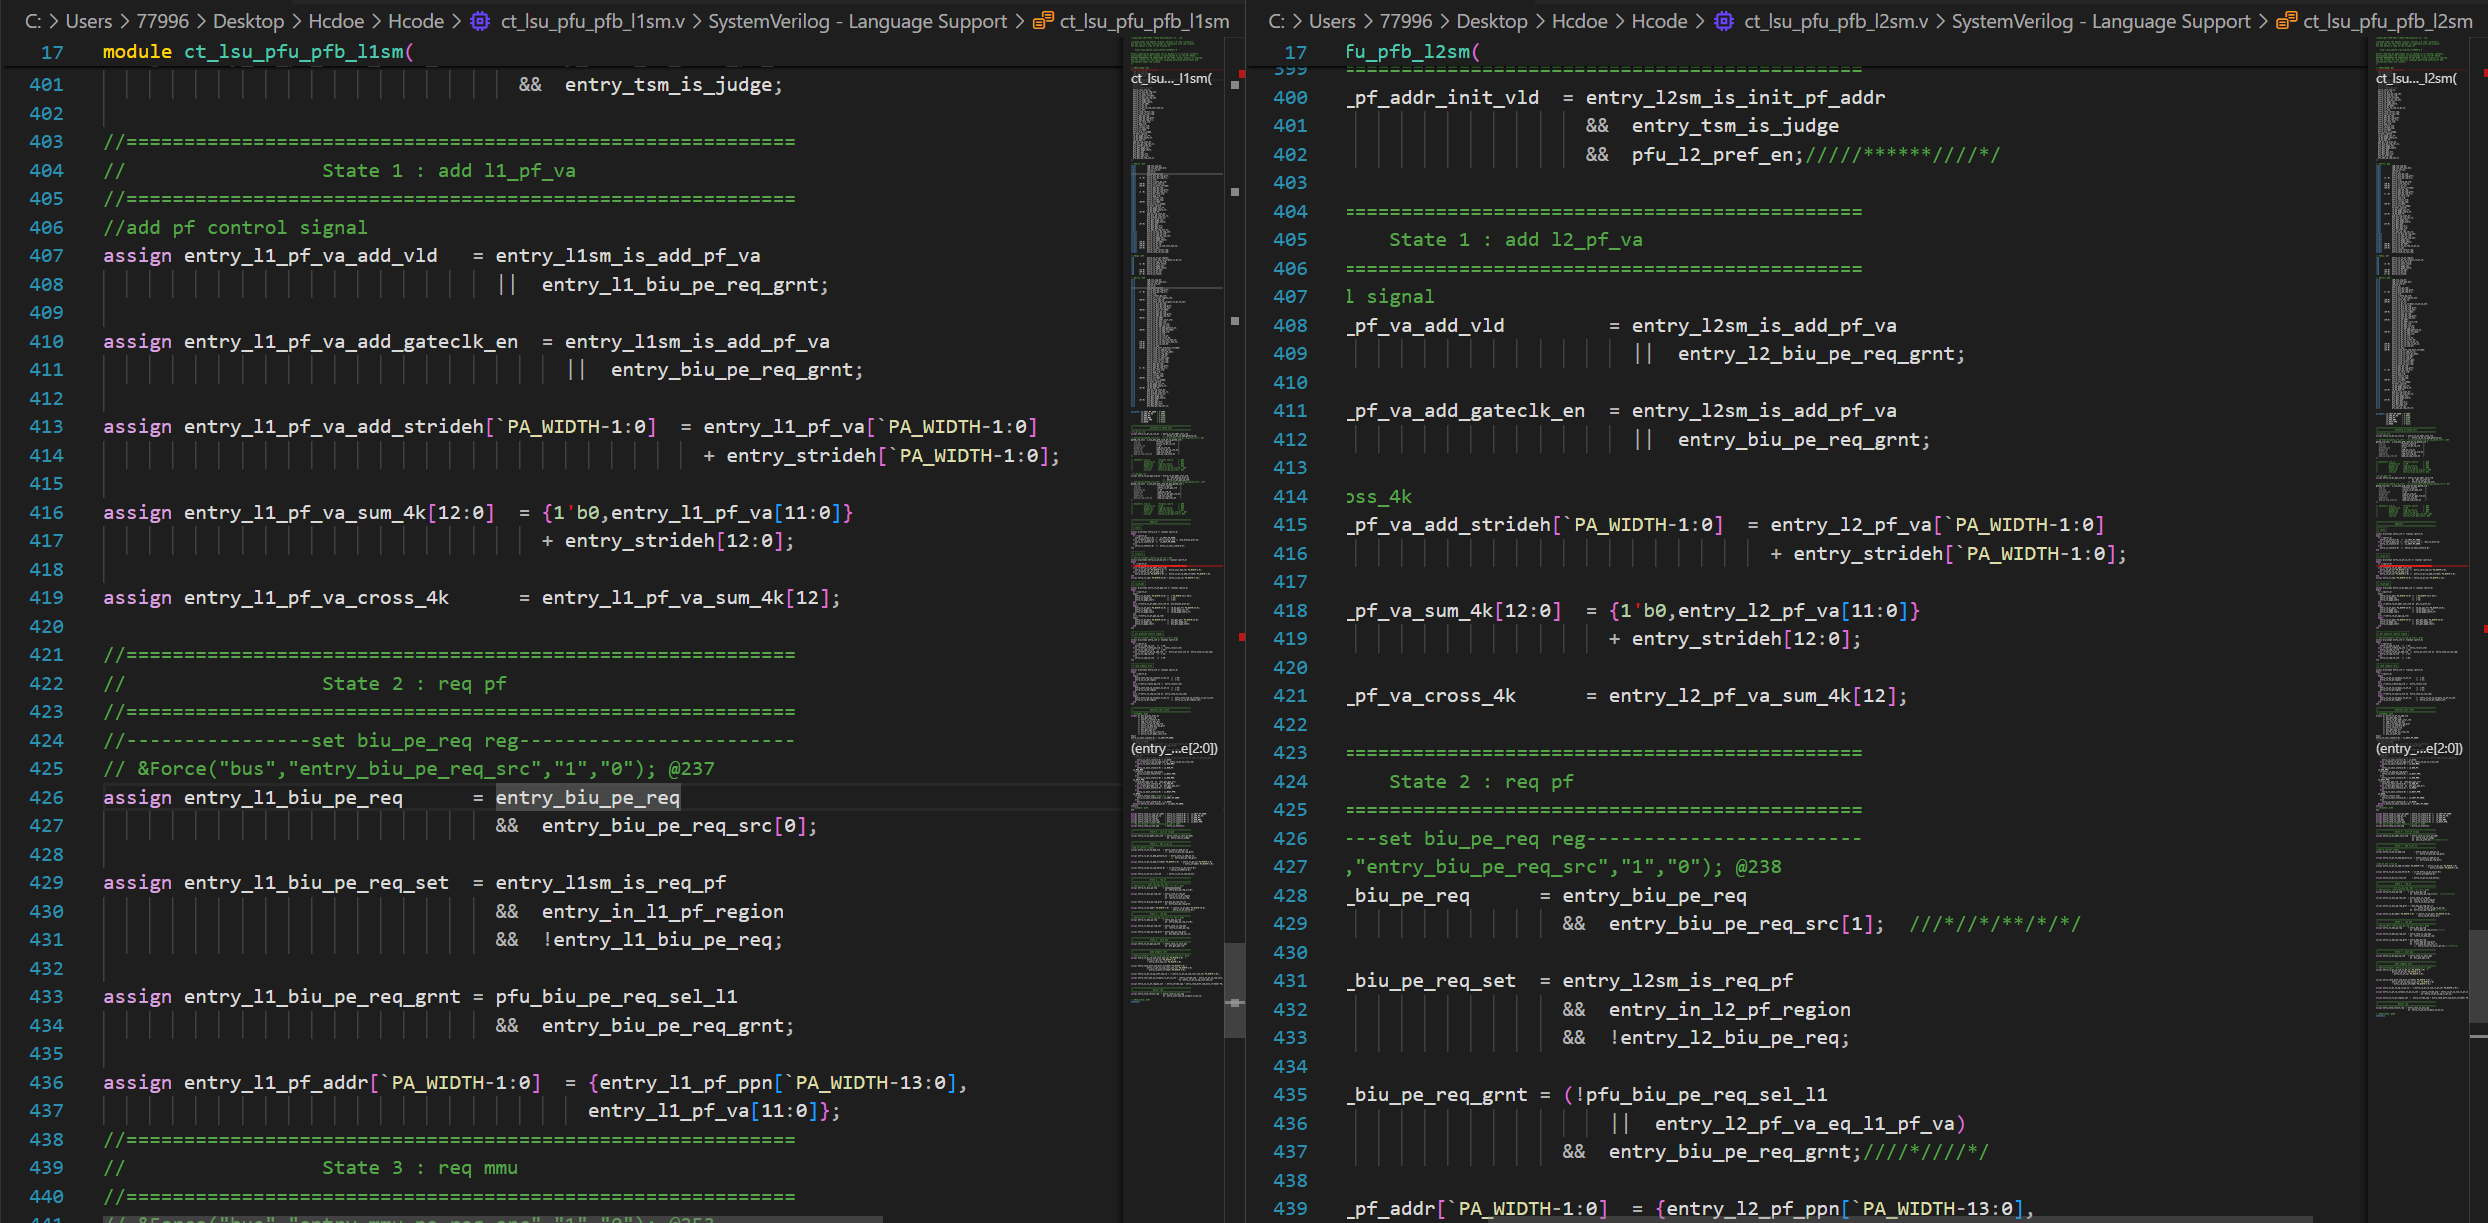 C: > Users > 77996 > Desktop > Hcdoe > Hcode > ct_lsu_pfu_pfb_l1sm.v > SystemVerilog - Language Support > ct_lsu_pfu_pfb_l1sm
17 module ct_lsu_pfu_pfb_l1sm(
401 && entry_tsm_is_judge;
402
403 //==========================================================
404 // State 1 : add l1_pf_va
405 //==========================================================
406 //add pf control signal
407 assign entry_l1_pf_va_add_vld = entry_l1sm_is_add_pf_va
408 || entry_l1_biu_pe_req_grnt;
409
410 assign entry_l1_pf_va_add_gateclk_en = entry_l1sm_is_add_pf_va
411 || entry_biu_pe_req_grnt;
412
413 assign entry_l1_pf_va_add_strideh[`PA_WIDTH-1:0] = entry_l1_pf_va[`PA_WIDTH-1:0]
414 + entry_strideh[`PA_WIDTH-1:0];
415
416 assign entry_l1_pf_va_sum_4k[12:0] = {1'b0,entry_l1_pf_va[11:0]}
417 + entry_strideh[12:0];
418
419 assign entry_l1_pf_va_cross_4k = entry_l1_pf_va_sum_4k[12];
420
421 //==========================================================
422 // State 2 : req pf
423 //==========================================================
424 //----------------set biu_pe_req reg------------------------
425 // &Force("bus","entry_biu_pe_req_src","1","0"); @237
426 assign entry_l1_biu_pe_req = entry_biu_pe_req
427 && entry_biu_pe_req_src[0];
428
429 assign entry_l1_biu_pe_req_set = entry_l1sm_is_req_pf
430 && entry_in_l1_pf_region
431 && !entry_l1_biu_pe_req;
432
433 assign entry_l1_biu_pe_req_grnt = pfu_biu_pe_req_sel_l1
434 && entry_biu_pe_req_grnt;
435
436 assign entry_l1_pf_addr[`PA_WIDTH-1:0] = {entry_l1_pf_ppn[`PA_WIDTH-13:0],
437 entry_l1_pf_va[11:0]};
438 //==========================================================
439 // State 3 : req mmu
440 //==========================================================
ct_lsu..._l1sm(
(entry_...e[2:0])
C: > Users > 77996 > Desktop > Hcdoe > Hcode > ct_lsu_pfu_pfb_l2sm.v > SystemVerilog - Language Support > ct_lsu_pfu_pfb_l2sm
17 fu_pfb_l2sm(
399 =============================================
400 _pf_addr_init_vld = entry_l2sm_is_init_pf_addr
401 && entry_tsm_is_judge
402 && pfu_l2_pref_en;/////******////*/
403
404 =============================================
405 State 1 : add l2_pf_va
406 =============================================
407 l signal
408 _pf_va_add_vld = entry_l2sm_is_add_pf_va
409 || entry_l2_biu_pe_req_grnt;
410
411 _pf_va_add_gateclk_en = entry_l2sm_is_add_pf_va
412 || entry_biu_pe_req_grnt;
413
414 oss_4k
415 _pf_va_add_strideh[`PA_WIDTH-1:0] = entry_l2_pf_va[`PA_WIDTH-1:0]
416 + entry_strideh[`PA_WIDTH-1:0];
417
418 _pf_va_sum_4k[12:0] = {1'b0,entry_l2_pf_va[11:0]}
419 + entry_strideh[12:0];
420
421 _pf_va_cross_4k = entry_l2_pf_va_sum_4k[12];
422
423 =============================================
424 State 2 : req pf
425 =============================================
426 ---set biu_pe_req reg------------------------
427 ,"entry_biu_pe_req_src","1","0"); @238
428 _biu_pe_req = entry_biu_pe_req
429 && entry_biu_pe_req_src[1]; ///*//*/**/*/*/
430
431 _biu_pe_req_set = entry_l2sm_is_req_pf
432 && entry_in_l2_pf_region
433 && !entry_l2_biu_pe_req;
434
435 _biu_pe_req_grnt = (!pfu_biu_pe_req_sel_l1
436 || entry_l2_pf_va_eq_l1_pf_va)
437 && entry_biu_pe_req_grnt;////*////*/
438
439 _pf_addr[`PA_WIDTH-1:0] = {entry_l2_pf_ppn[`PA_WIDTH-13:0],
ct_lsu..._l2sm(
(entry_...e[2:0])